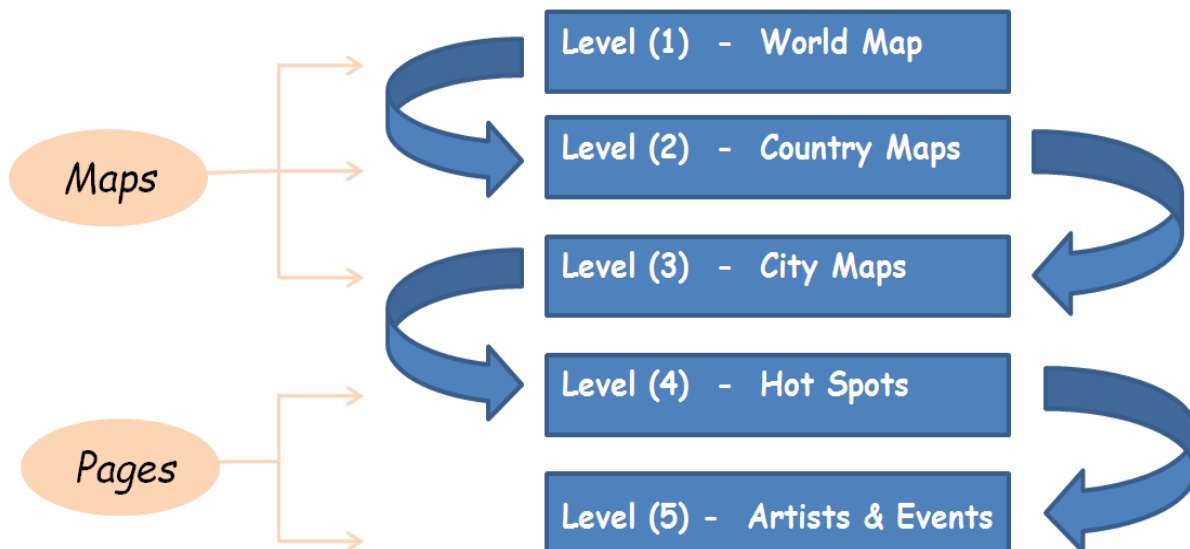 Level (1) - World Map
Level (2) - Country Maps
Maps
Level (3) - City Maps
Level (4) - Hot Spots
Pages
Level (5) - Artists & Events